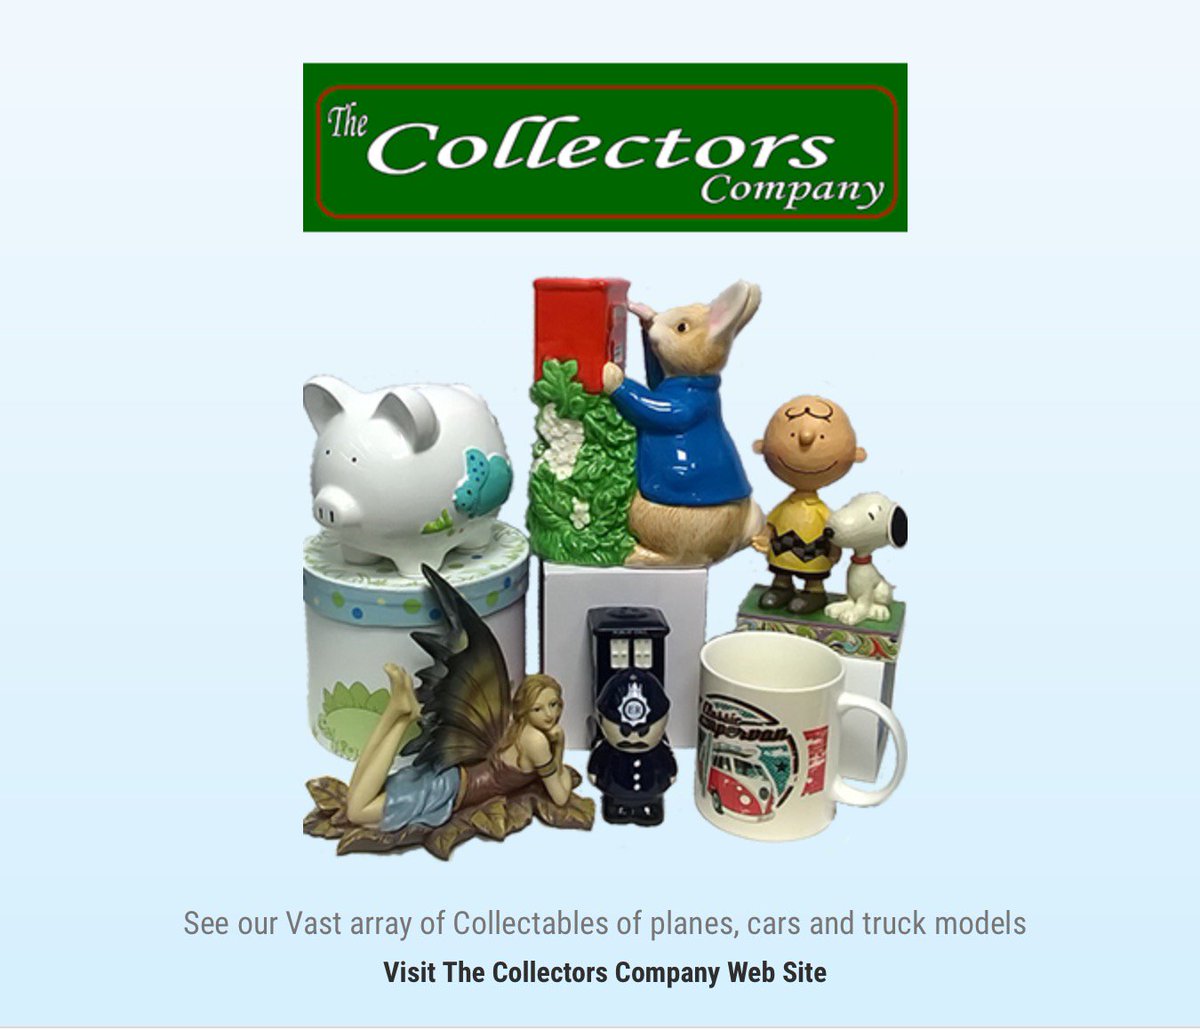 The
Collectors
Company
Classic
See our Vast array of Collectables of planes, cars and truck models
Visit The Collectors Company Web Site